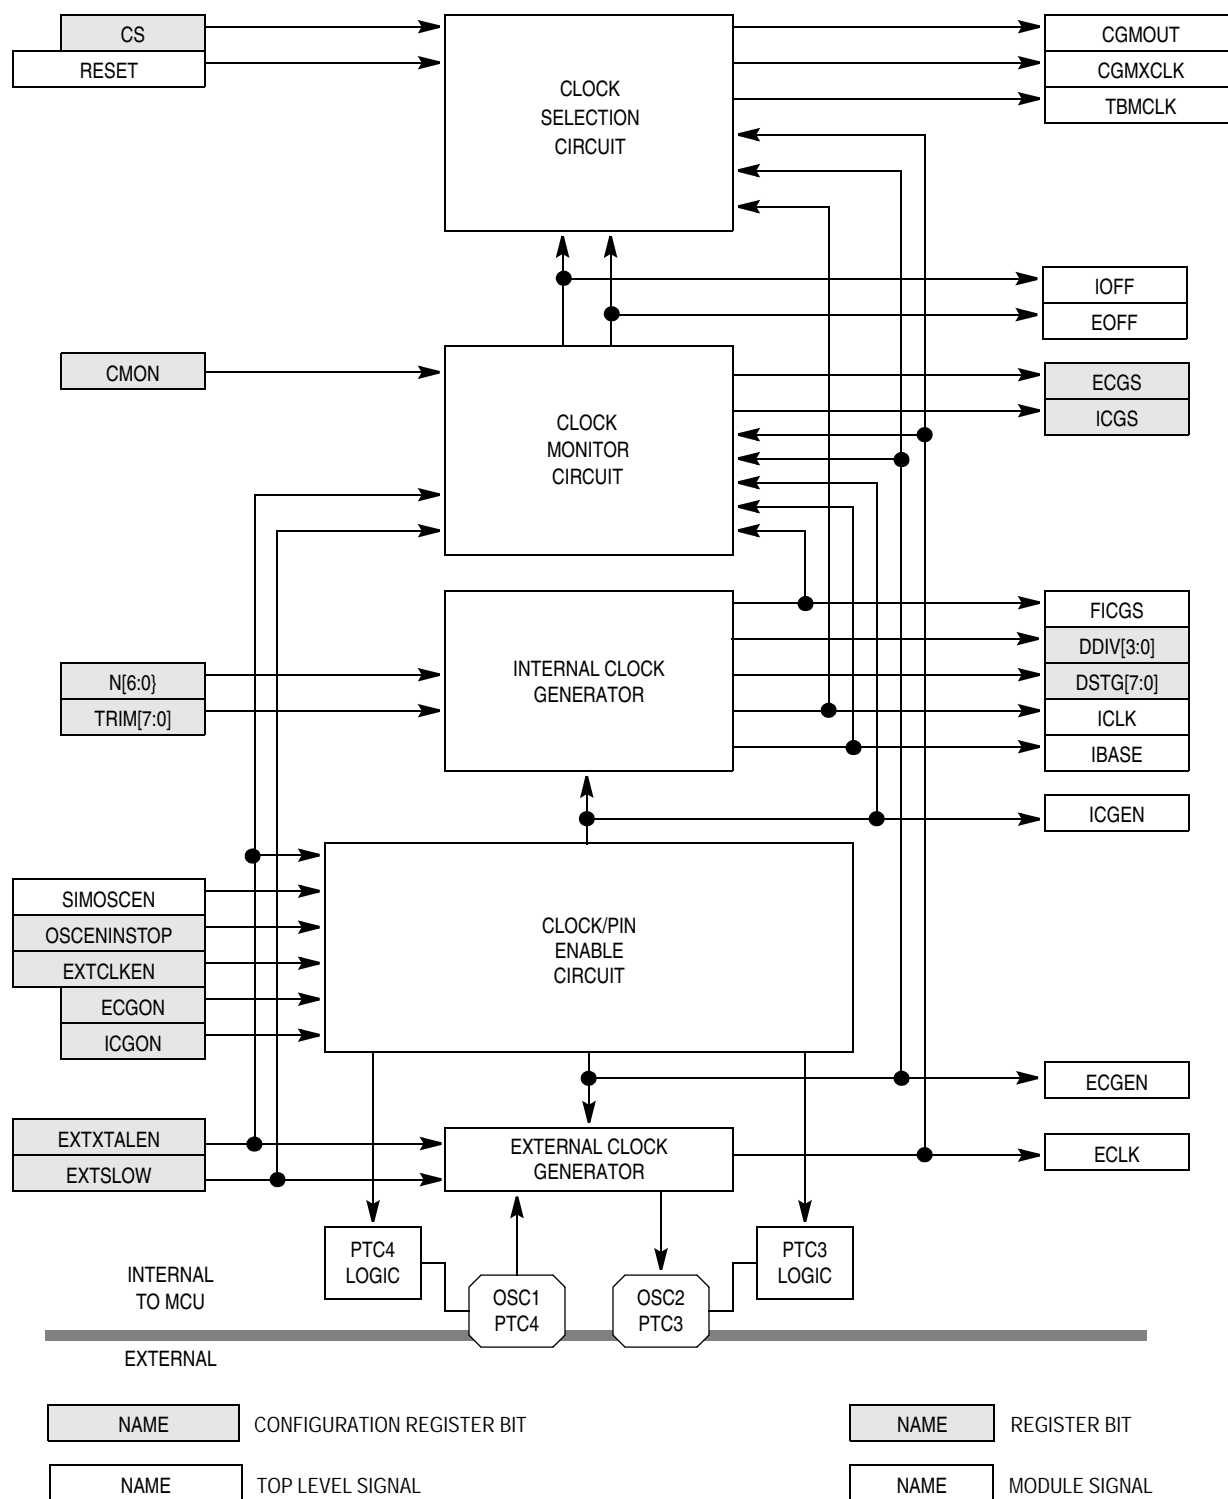 CS
RESET
CLOCK
SELECTION
CIRCUIT
CGMOUT
CGMXCLK
TBMCLK
IOFF
EOFF
CMON
CLOCK
MONITOR
CIRCUIT
ECGS
ICGS
N[6:0}
TRIM[7:0]
INTERNAL CLOCK
GENERATOR
FICGS
DDIV[3:0]
DSTG[7:0]
ICLK
IBASE
ICGEN
SIMOSCEN
OSCENINSTOP
EXTCLKEN
ECGON
ICGON
CLOCK/PIN
ENABLE
CIRCUIT
ECGEN
EXTXTALEN
EXTSLOW
EXTERNAL CLOCK
GENERATOR
ECLK
PTC4
LOGIC
PTC3
LOGIC
INTERNAL
TO MCU
OSC1
PTC4
OSC2
PTC3
EXTERNAL
NAME CONFIGURATION REGISTER BIT
NAME REGISTER BIT
NAME TOP LEVEL SIGNAL
NAME MODULE SIGNAL